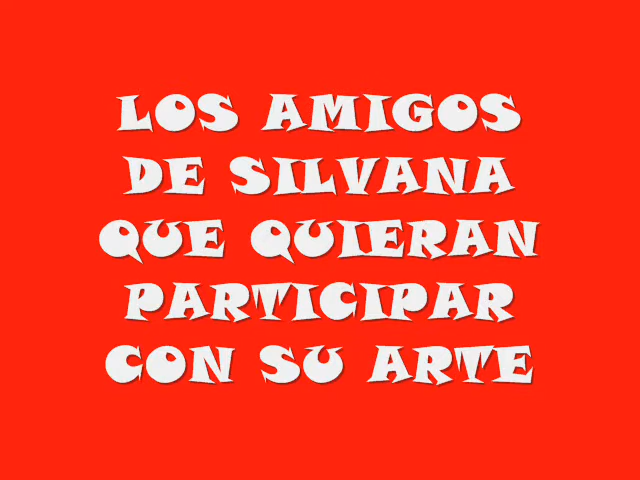 LOS AMIGOS
DE SILVANA
QUE QUIERAN
PARTICIPAR
CON SU ARTE